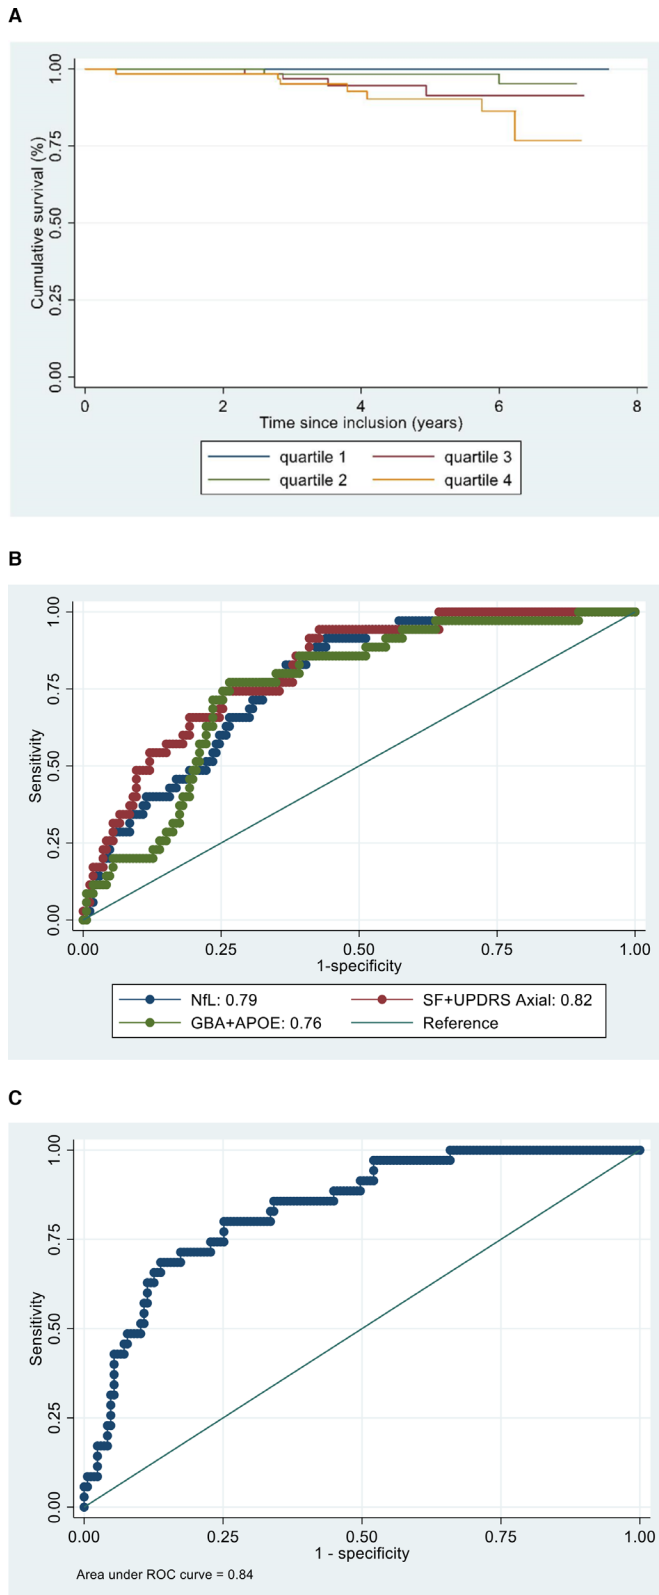 A
1.00
0.75
0.50
0.25
0.00
Cumulative survival (%)
0 2 4 6 8
Time since inclusion (years)
quartile 1 quartile 3
quartile 2 quartile 4
B
1.00
0.75
0.50
0.25
0.00
Sensitivity
0.00 0.25 0.50 0.75 1.00
1-specificity
NfL: 0.79 SF+UPDRS Axial: 0.82
GBA+APOE: 0.76 Reference
C
1.00
0.75
0.50
0.25
0.00
Sensitivity
0.00 0.25 0.50 0.75 1.00
1 - specificity
Area under ROC curve = 0.84